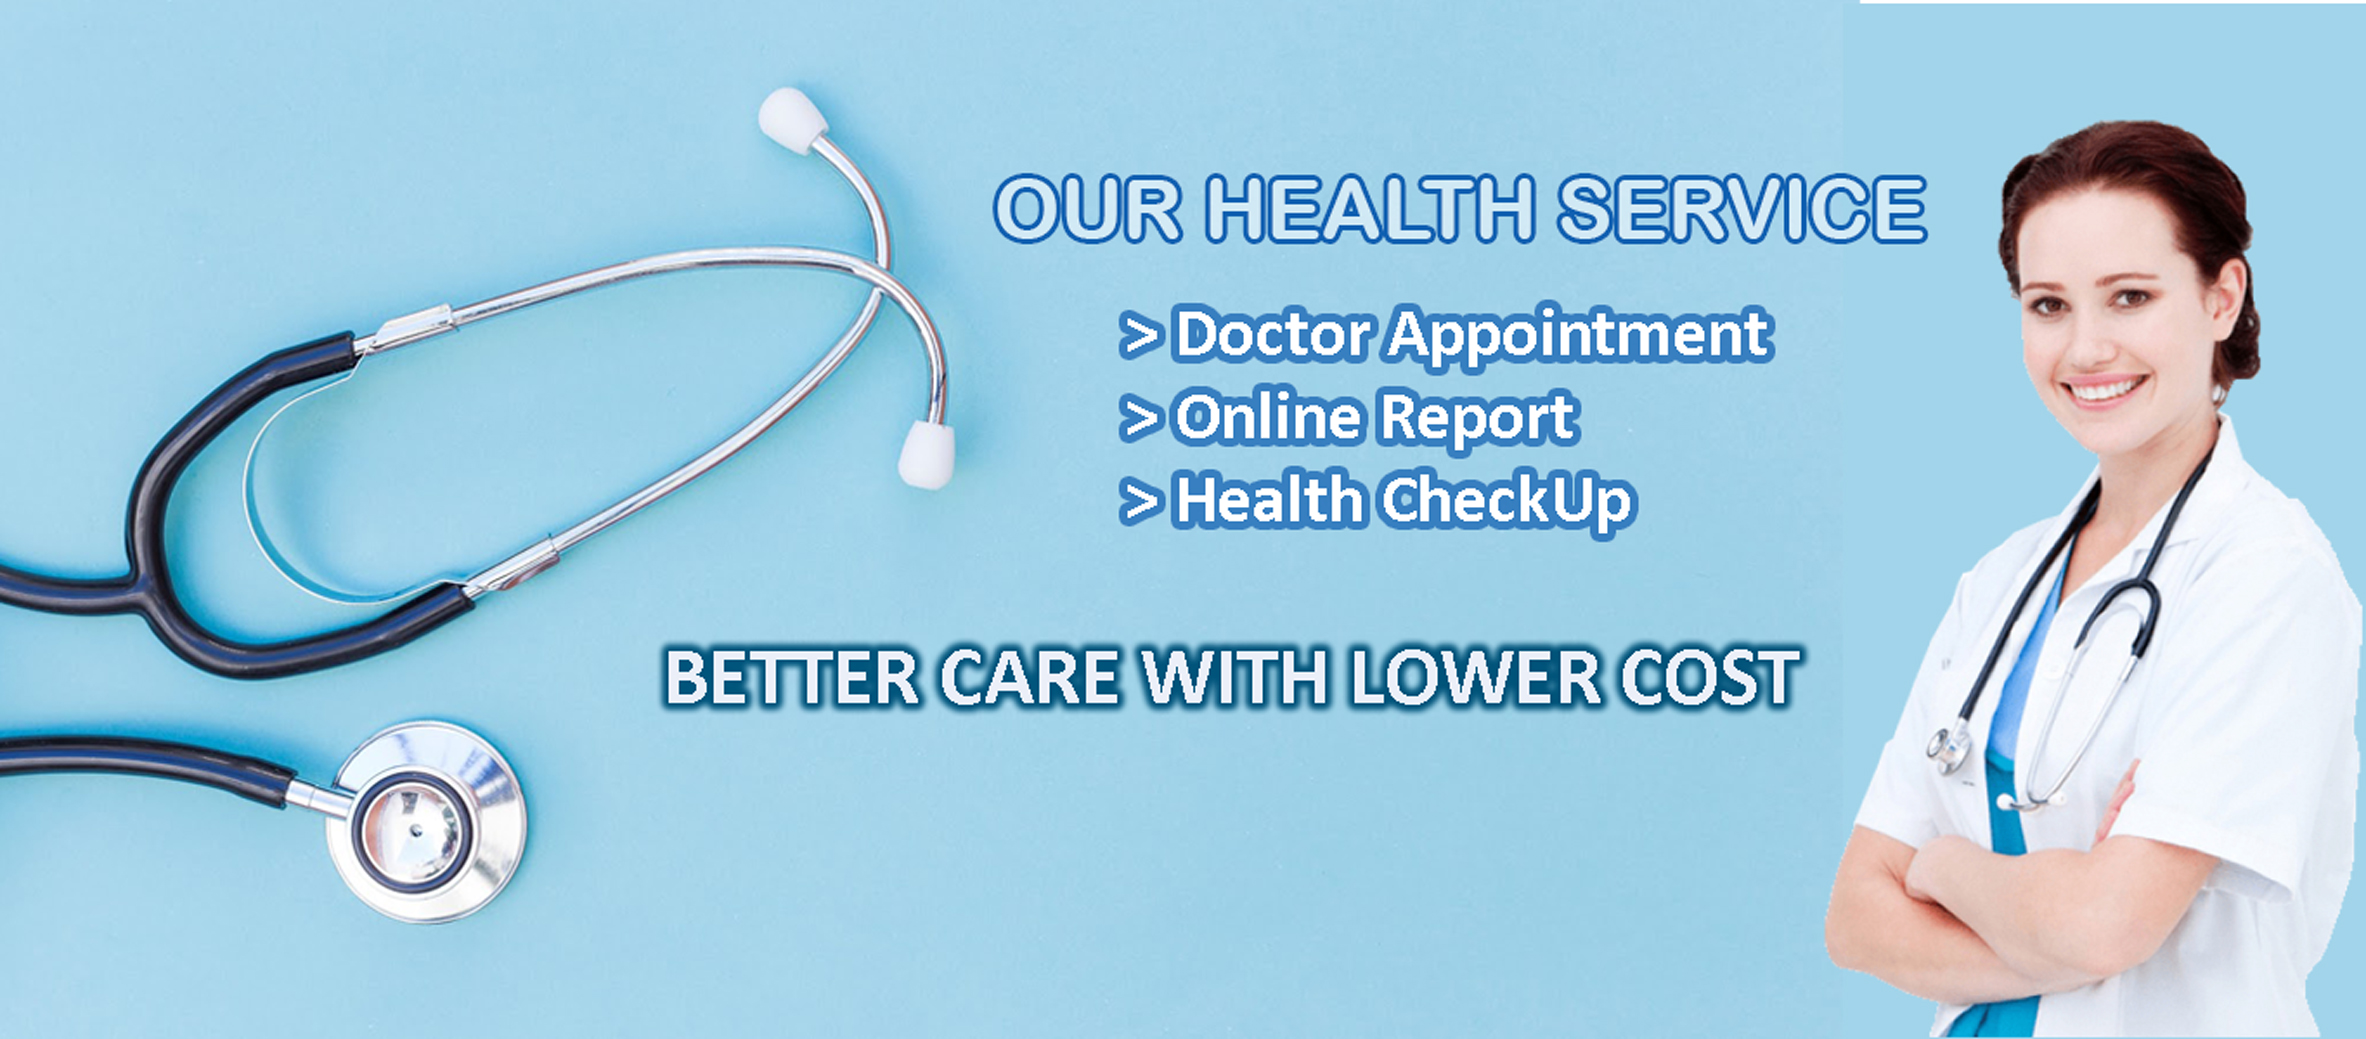 OUR HEALTH SERVICE
> Doctor Appointment
> Online Report
> Health CheckUp
BETTER CARE WITH LOWER COST